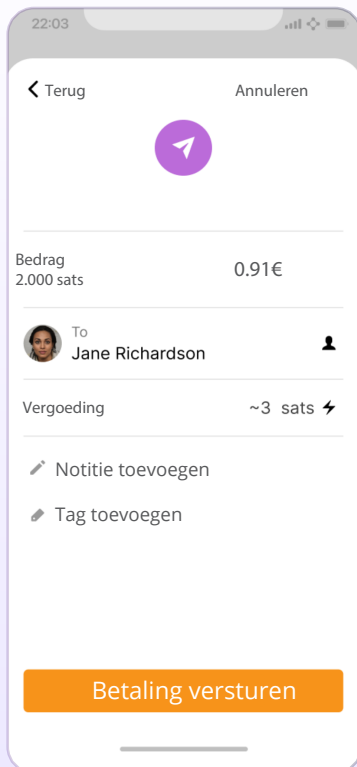 22:03
Terug
Annuleren
Bedrag
2.000 sats
0.91€
To
Jane Richardson
Vergoeding
~3 sats
Notitie toevoegen
Tag toevoegen
Betaling versturen